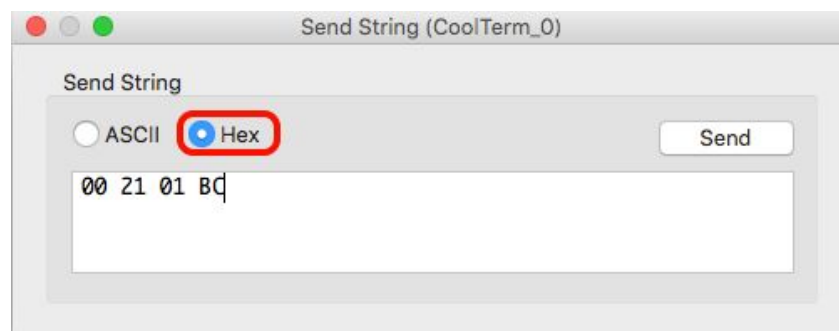 Send String (CoolTerm_0)
Send String
ASCII Hex Send
00 21 01 BC